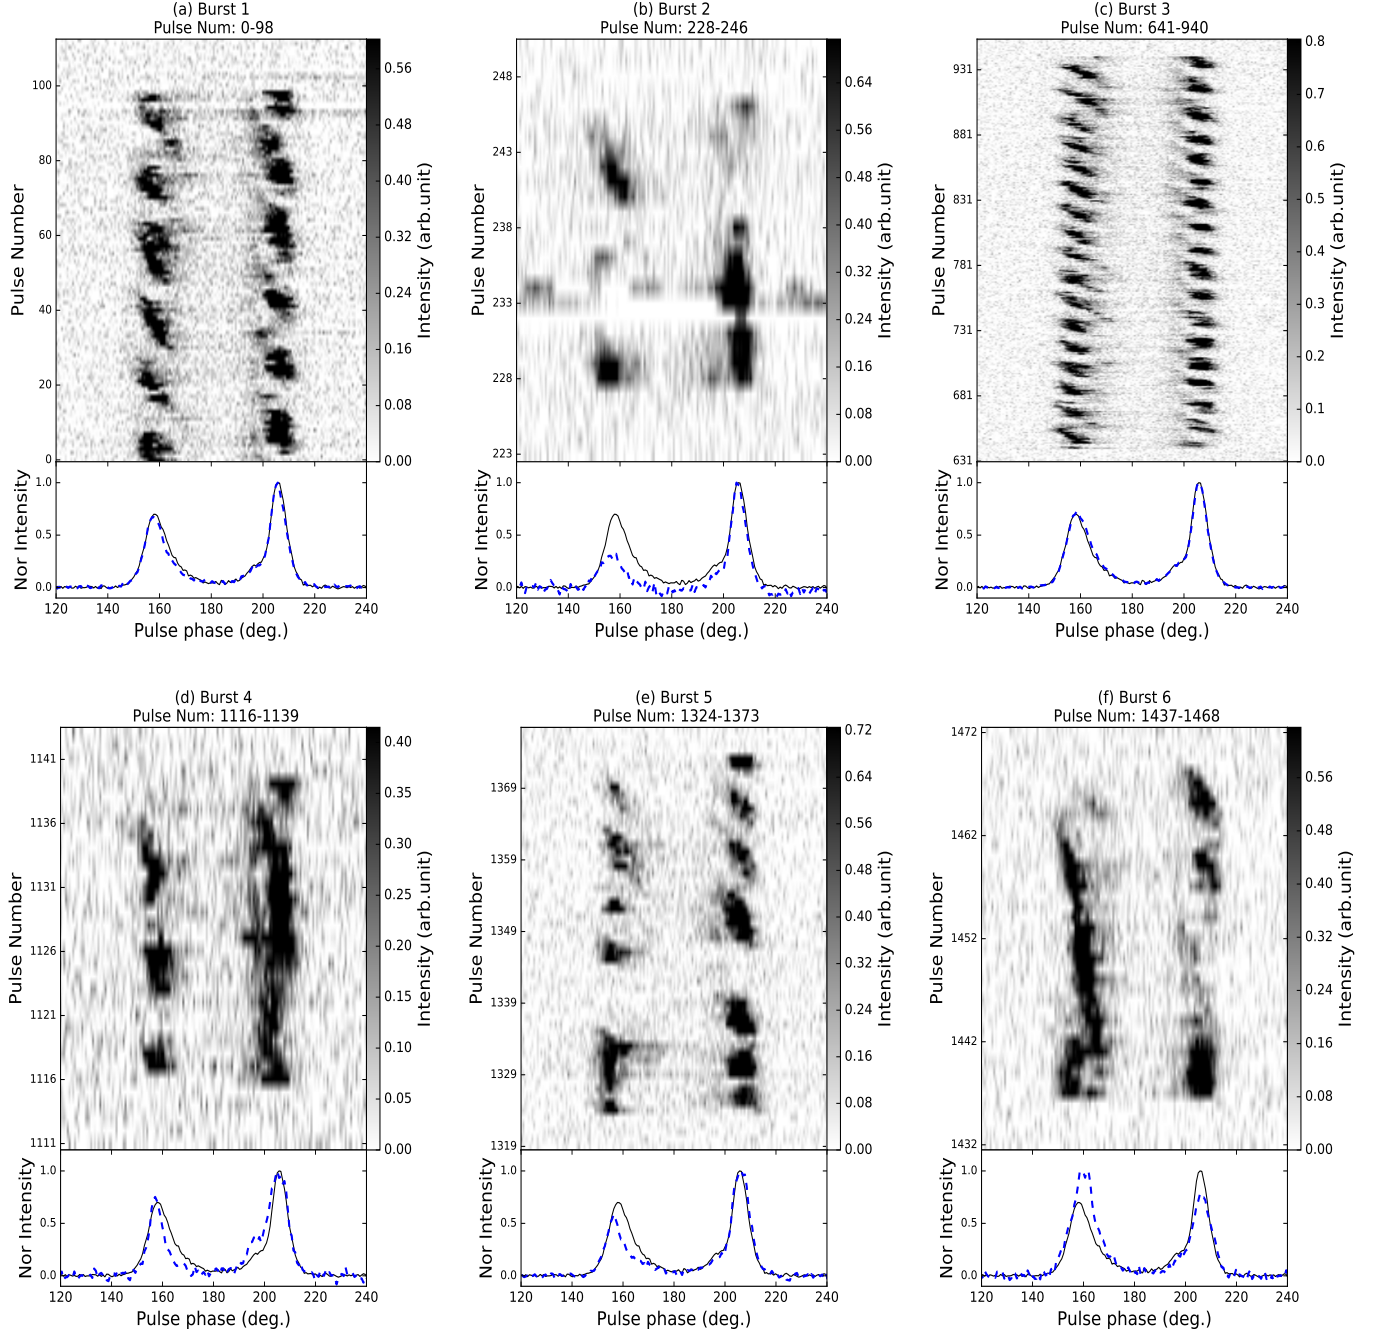 (a) Burst 1
Pulse Num: 0-98
Pulse Number
100
80
60
40
20
0
0.56
0.48
0.40
0.32
0.24
0.16
0.08
0.00
Intensity (arb.unit)
Nor Intensity
1.0
0.5
0.0
120 140 160 180 200 220 240
Pulse phase (deg.)
(b) Burst 2
Pulse Num: 228-246
Pulse Number
248
243
238
233
228
223
0.64
0.56
0.48
0.40
0.32
0.24
0.16
0.08
0.00
Intensity (arb.unit)
Nor Intensity
1.0
0.5
0.0
120 140 160 180 200 220 240
Pulse phase (deg.)
(c) Burst 3
Pulse Num: 641-940
Pulse Number
931
881
831
781
731
681
631
0.8
0.7
0.6
0.5
0.4
0.3
0.2
0.1
0.0
Intensity (arb.unit)
Nor Intensity
1.0
0.5
0.0
120 140 160 180 200 220 240
Pulse phase (deg.)
(d) Burst 4
Pulse Num: 1116-1139
Pulse Number
1141
1136
1131
1126
1121
1116
1111
0.40
0.35
0.30
0.25
0.20
0.15
0.10
0.05
0.00
Intensity (arb.unit)
Nor Intensity
1.0
0.5
0.0
120 140 160 180 200 220 240
Pulse phase (deg.)
(e) Burst 5
Pulse Num: 1324-1373
Pulse Number
1369
1359
1349
1339
1329
1319
0.72
0.64
0.56
0.48
0.40
0.32
0.24
0.16
0.08
0.00
Intensity (arb.unit)
Nor Intensity
1.0
0.5
0.0
120 140 160 180 200 220 240
Pulse phase (deg.)
(f) Burst 6
Pulse Num: 1437-1468
Pulse Number
1472
1462
1452
1442
1432
0.56
0.48
0.40
0.32
0.24
0.16
0.08
0.00
Intensity (arb.unit)
Nor Intensity
1.0
0.5
0.0
120 140 160 180 200 220 240
Pulse phase (deg.)